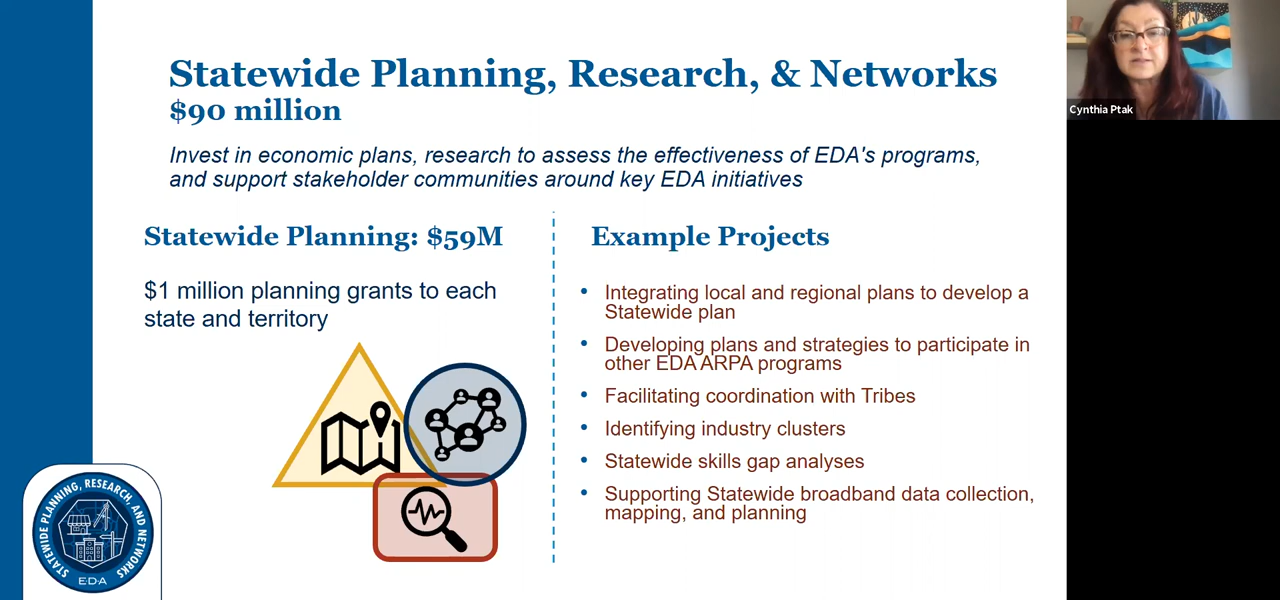 Statewide Planning, Research, & Networks
$90 million
Invest in economic plans, research to assess the effectiveness of EDA's programs,
and support stakeholder communities around key EDA initiatives
Statewide Planning: $59M
$1 million planning grants to each
state and territory
Example Projects
Integrating local and regional plans to develop a
Statewide plan
Developing plans and strategies to participate in
other EDA ARPA programs
Facilitating coordination with Tribes
Identifying industry clusters
Statewide skills gap analyses
Supporting Statewide broadband data collection,
mapping, and planning
STATEWIDE PLANNING, RESEARCH, AND NETWORKS
EDA
Cynthia Ptak